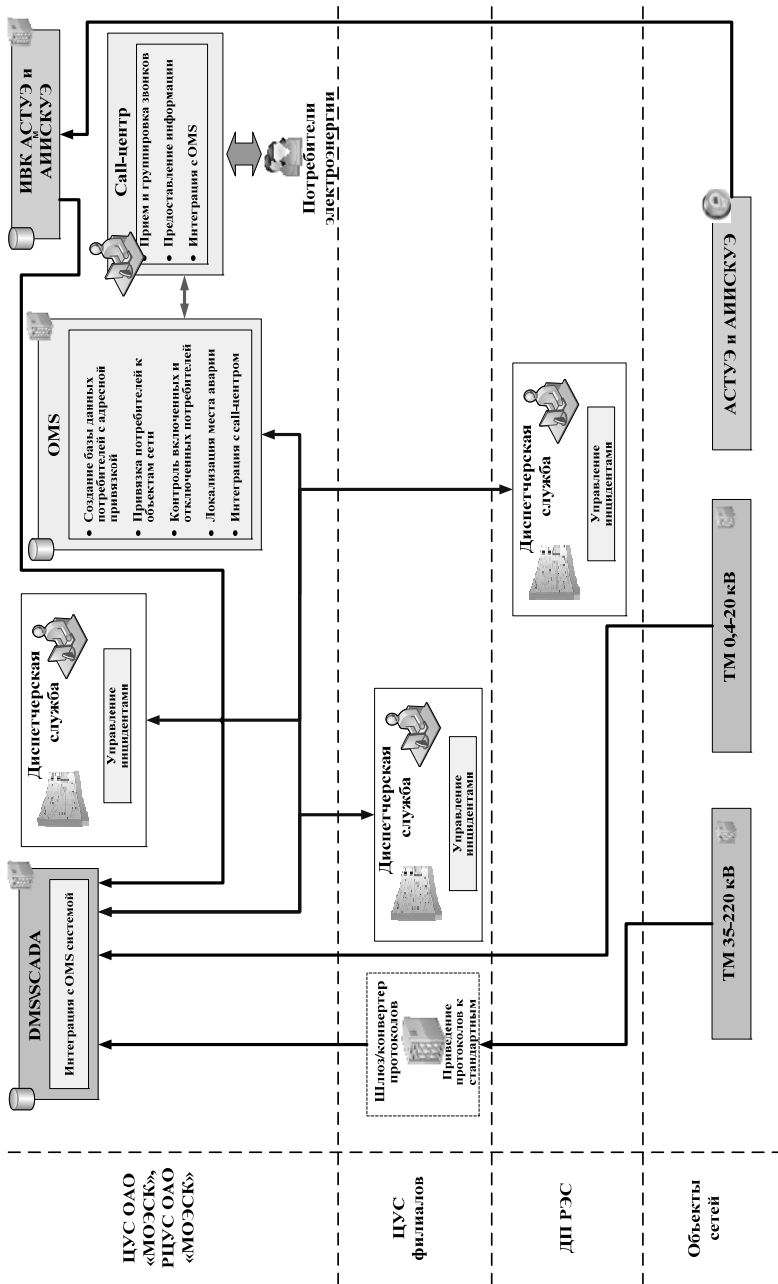 ЦУС ОАО
«МОЭСК»,
РЦУС ОАО
«МОЭСК»
DMS\SCADA
Интеграция с OMS системой
Диспетчерская
служба
Управление
инцидентами
OMS
• Создание базы данных
потребителей с адресной
привязкой
• Привязка потребителей к
объектам сети
• Контроль включенных и
отключенных потребителей
• Локализация места аварии
• Интеграция с call-центром
Call-центр
• Прием и группировка звонков
• Предоставление информации
• Интеграция с OMS
Потребители
электроэнергии
ИВК АСТУЭ и
м
АИИСКУЭ
ЦУС
филиалов
Шлюз/конвертер
протоколов
Приведение
протоколов к
стандартным
Диспетчерская
служба
Управление
инцидентами
ДП РЭС
Диспетчерская
служба
Управление
инцидентами
Объекты
сетей
ТМ 35-220 кВ
ТМ 0,4-20 кВ
АСТУЭ и АИИСКУЭ